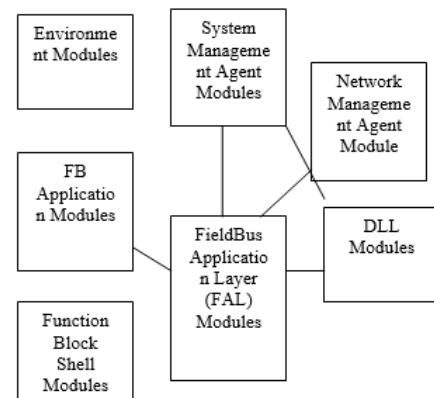 Environme
nt Modules
System
Manageme
nt Agent
Modules
Network
Manageme
nt Agent
Module
FB
Applicatio
n Modules
FieldBus
Applicatio
n Layer
(FAL)
Modules
DLL
Modules
Function
Block
Shell
Modules